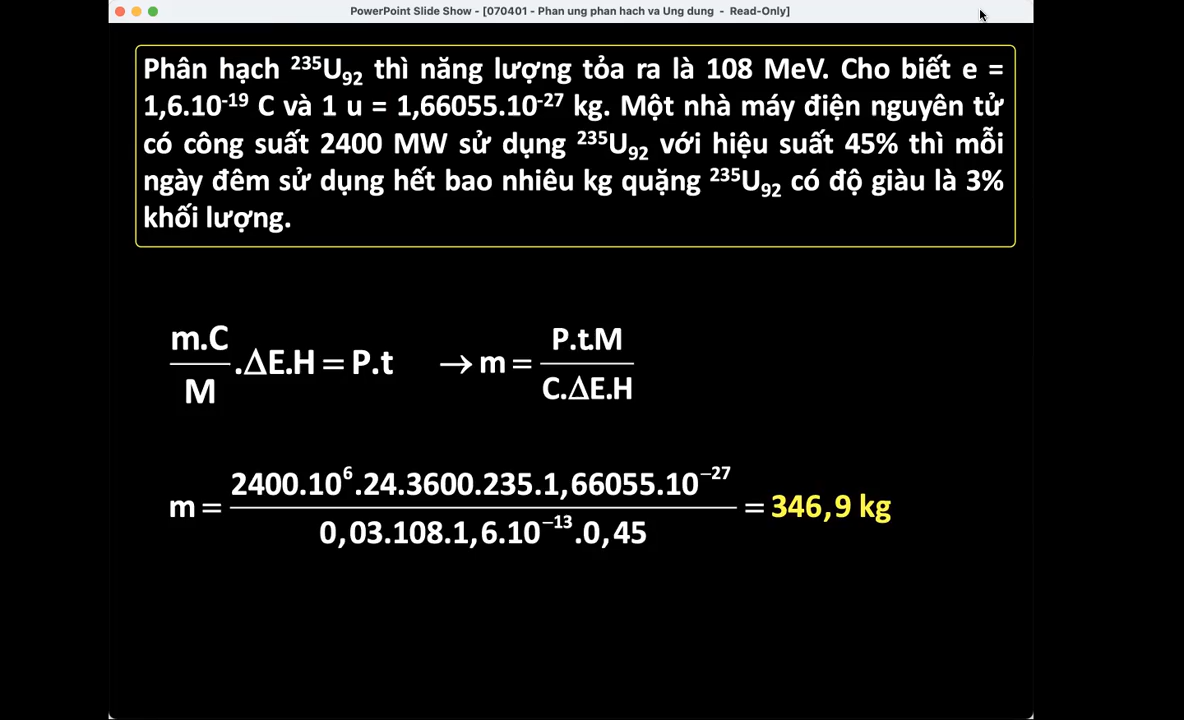 PowerPoint Slide Show - [070401 - Phan ung phan hach va Ung dung - Read-Only]
Phân hạch ²³⁵U₉₂ thì năng lượng tỏa ra là 108 MeV. Cho biết e =
1,6.10⁻¹⁹ C và 1 u = 1,66055.10⁻²⁷ kg. Một nhà máy điện nguyên tử
có công suất 2400 MW sử dụng ²³⁵U₉₂ với hiệu suất 45% thì mỗi
ngày đêm sử dụng hết bao nhiêu kg quặng ²³⁵U₉₂ có độ giàu là 3%
khối lượng.
m.C
M
.ΔE.H = P.t → m =
P.t.M
C.ΔE.H
m =
2400.10⁶.24.3600.235.1,66055.10⁻²⁷
0,03.108.1,6.10⁻¹³.0,45
= 346,9 kg